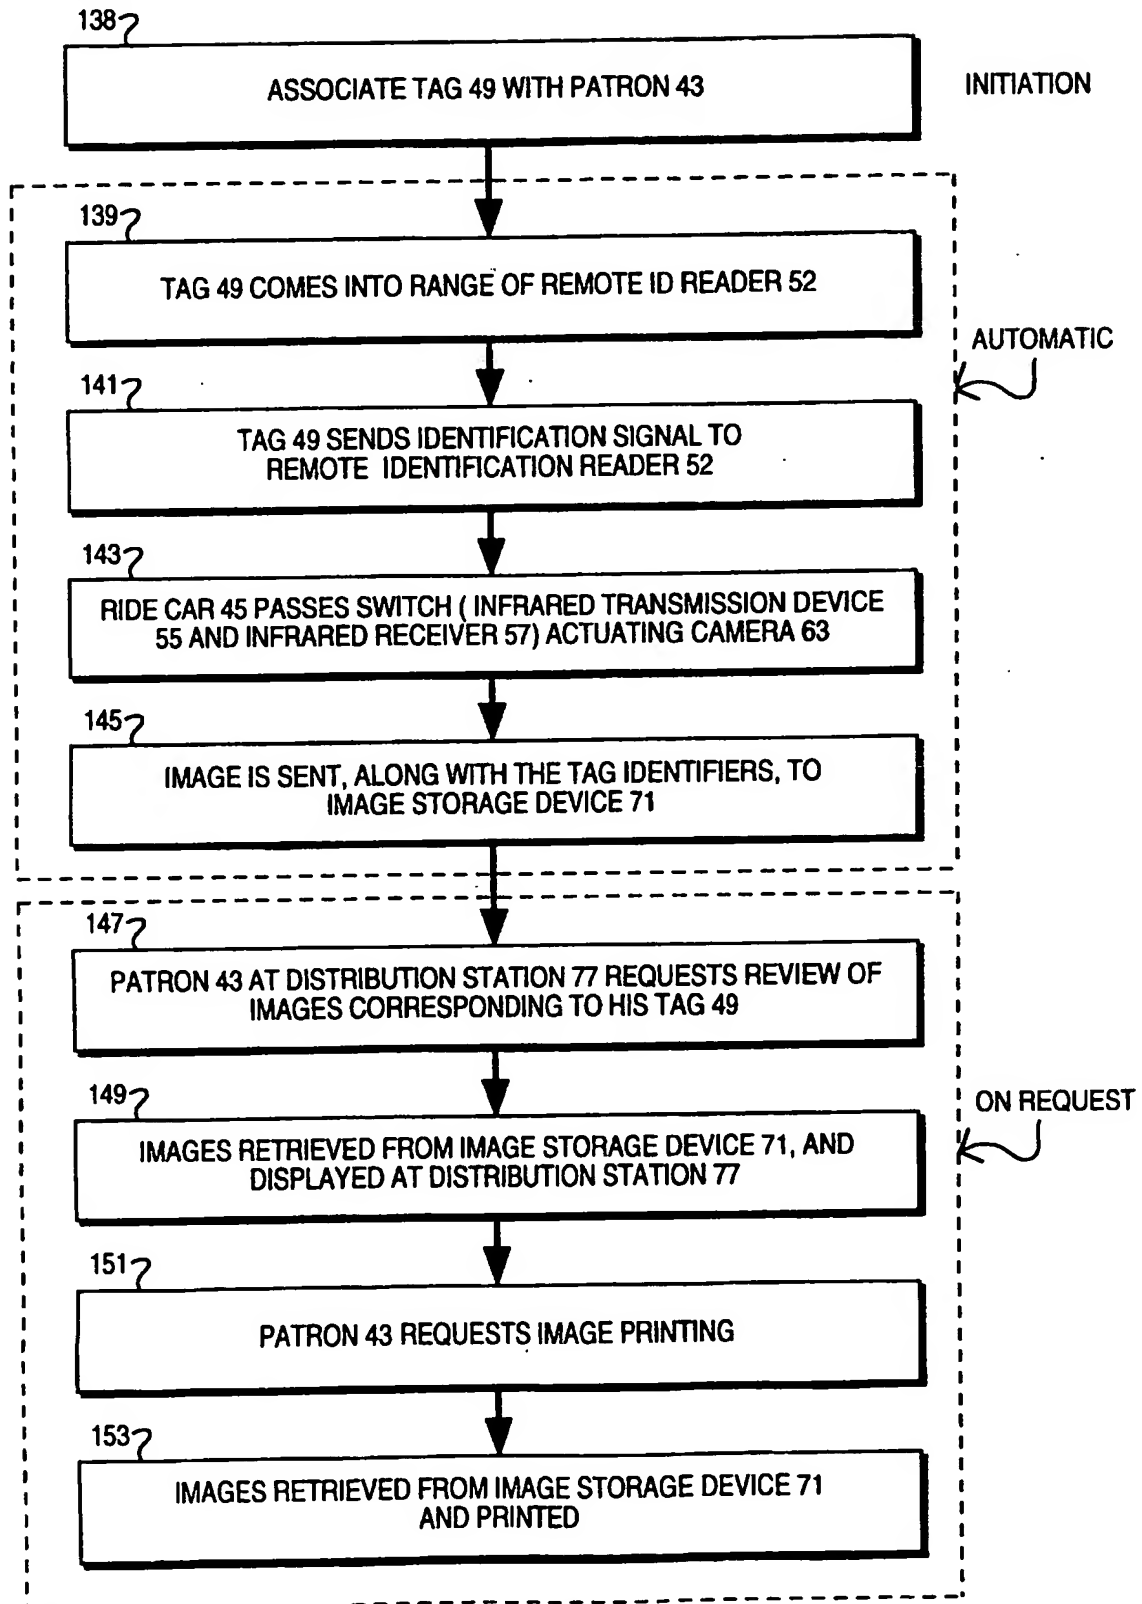 138
ASSOCIATE TAG 49 WITH PATRON 43
INITIATION
139
TAG 49 COMES INTO RANGE OF REMOTE ID READER 52
AUTOMATIC
141
TAG 49 SENDS IDENTIFICATION SIGNAL TO
REMOTE IDENTIFICATION READER 52
143
RIDE CAR 45 PASSES SWITCH ( INFRARED TRANSMISSION DEVICE
55 AND INFRARED RECEIVER 57) ACTUATING CAMERA 63
145
IMAGE IS SENT, ALONG WITH THE TAG IDENTIFIERS, TO
IMAGE STORAGE DEVICE 71
147
PATRON 43 AT DISTRIBUTION STATION 77 REQUESTS REVIEW OF
IMAGES CORRESPONDING TO HIS TAG 49
ON REQUEST
149
IMAGES RETRIEVED FROM IMAGE STORAGE DEVICE 71, AND
DISPLAYED AT DISTRIBUTION STATION 77
151
PATRON 43 REQUESTS IMAGE PRINTING
153
IMAGES RETRIEVED FROM IMAGE STORAGE DEVICE 71
AND PRINTED